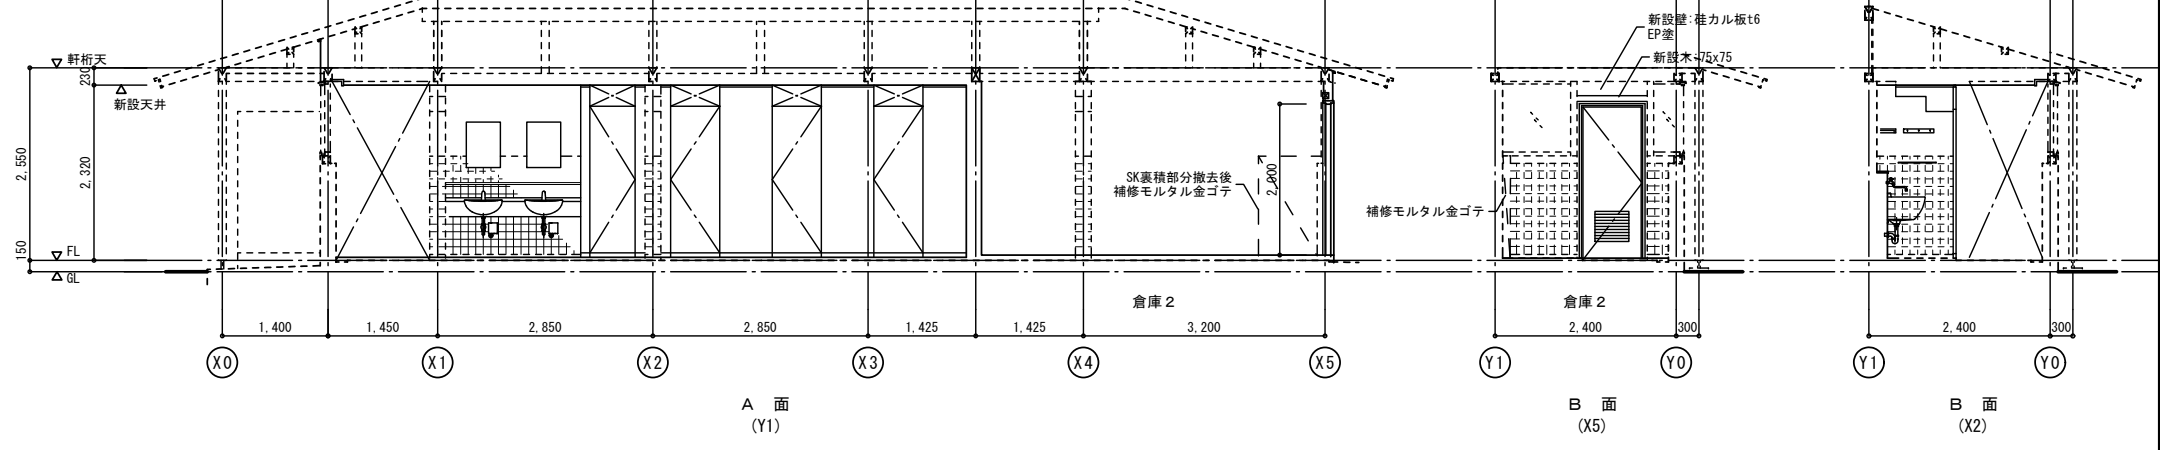 新設壁:硅カル板t6
EP塗
新設木:75x75
軒桁天
230
新設天井
2,550
2,320
150
FL
GL
SK裏積部分撤去後
補修モルタル金ゴテ
2,000
補修モルタル金ゴテ
倉庫2
倉庫2
1,400
1,450
2,850
2,850
1,425
1,425
3,200
2,400
300
2,400
300
X0
X1
X2
X3
X4
X5
Y1
Y0
Y1
Y0
A 面
(Y1)
B 面
(X5)
B 面
(X2)